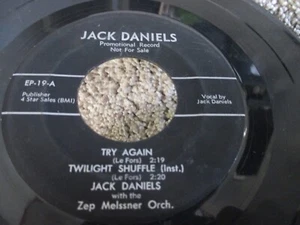 JACK DANIELS
Promotional Record
Not For Sale
EP-19-A
Publisher
4 Star Sales (BMI)
Vocal by
Jack Daniels
TRY AGAIN
(Le Fors) 2:19
TWILIGHT SHUFFLE (Inst.)
(Le Fors) 2:20
JACK DANIELS
with the
Zep Meissner Orch.